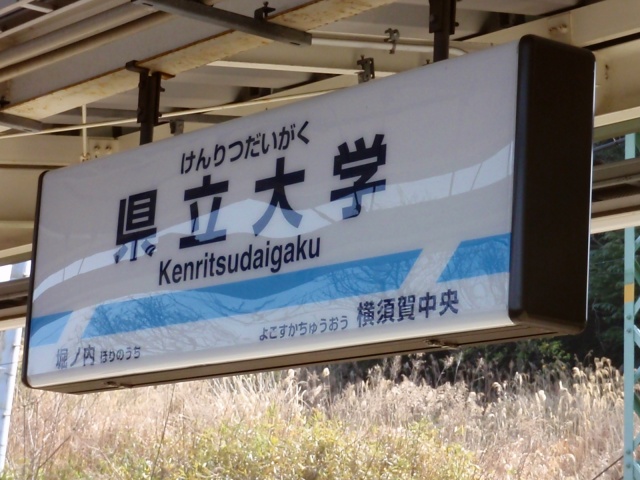 けんりつだいがく
県立大学
Kenritsudaigaku
堀ノ内 ほりのうち
よこすかちゅうおう 横須賀中央